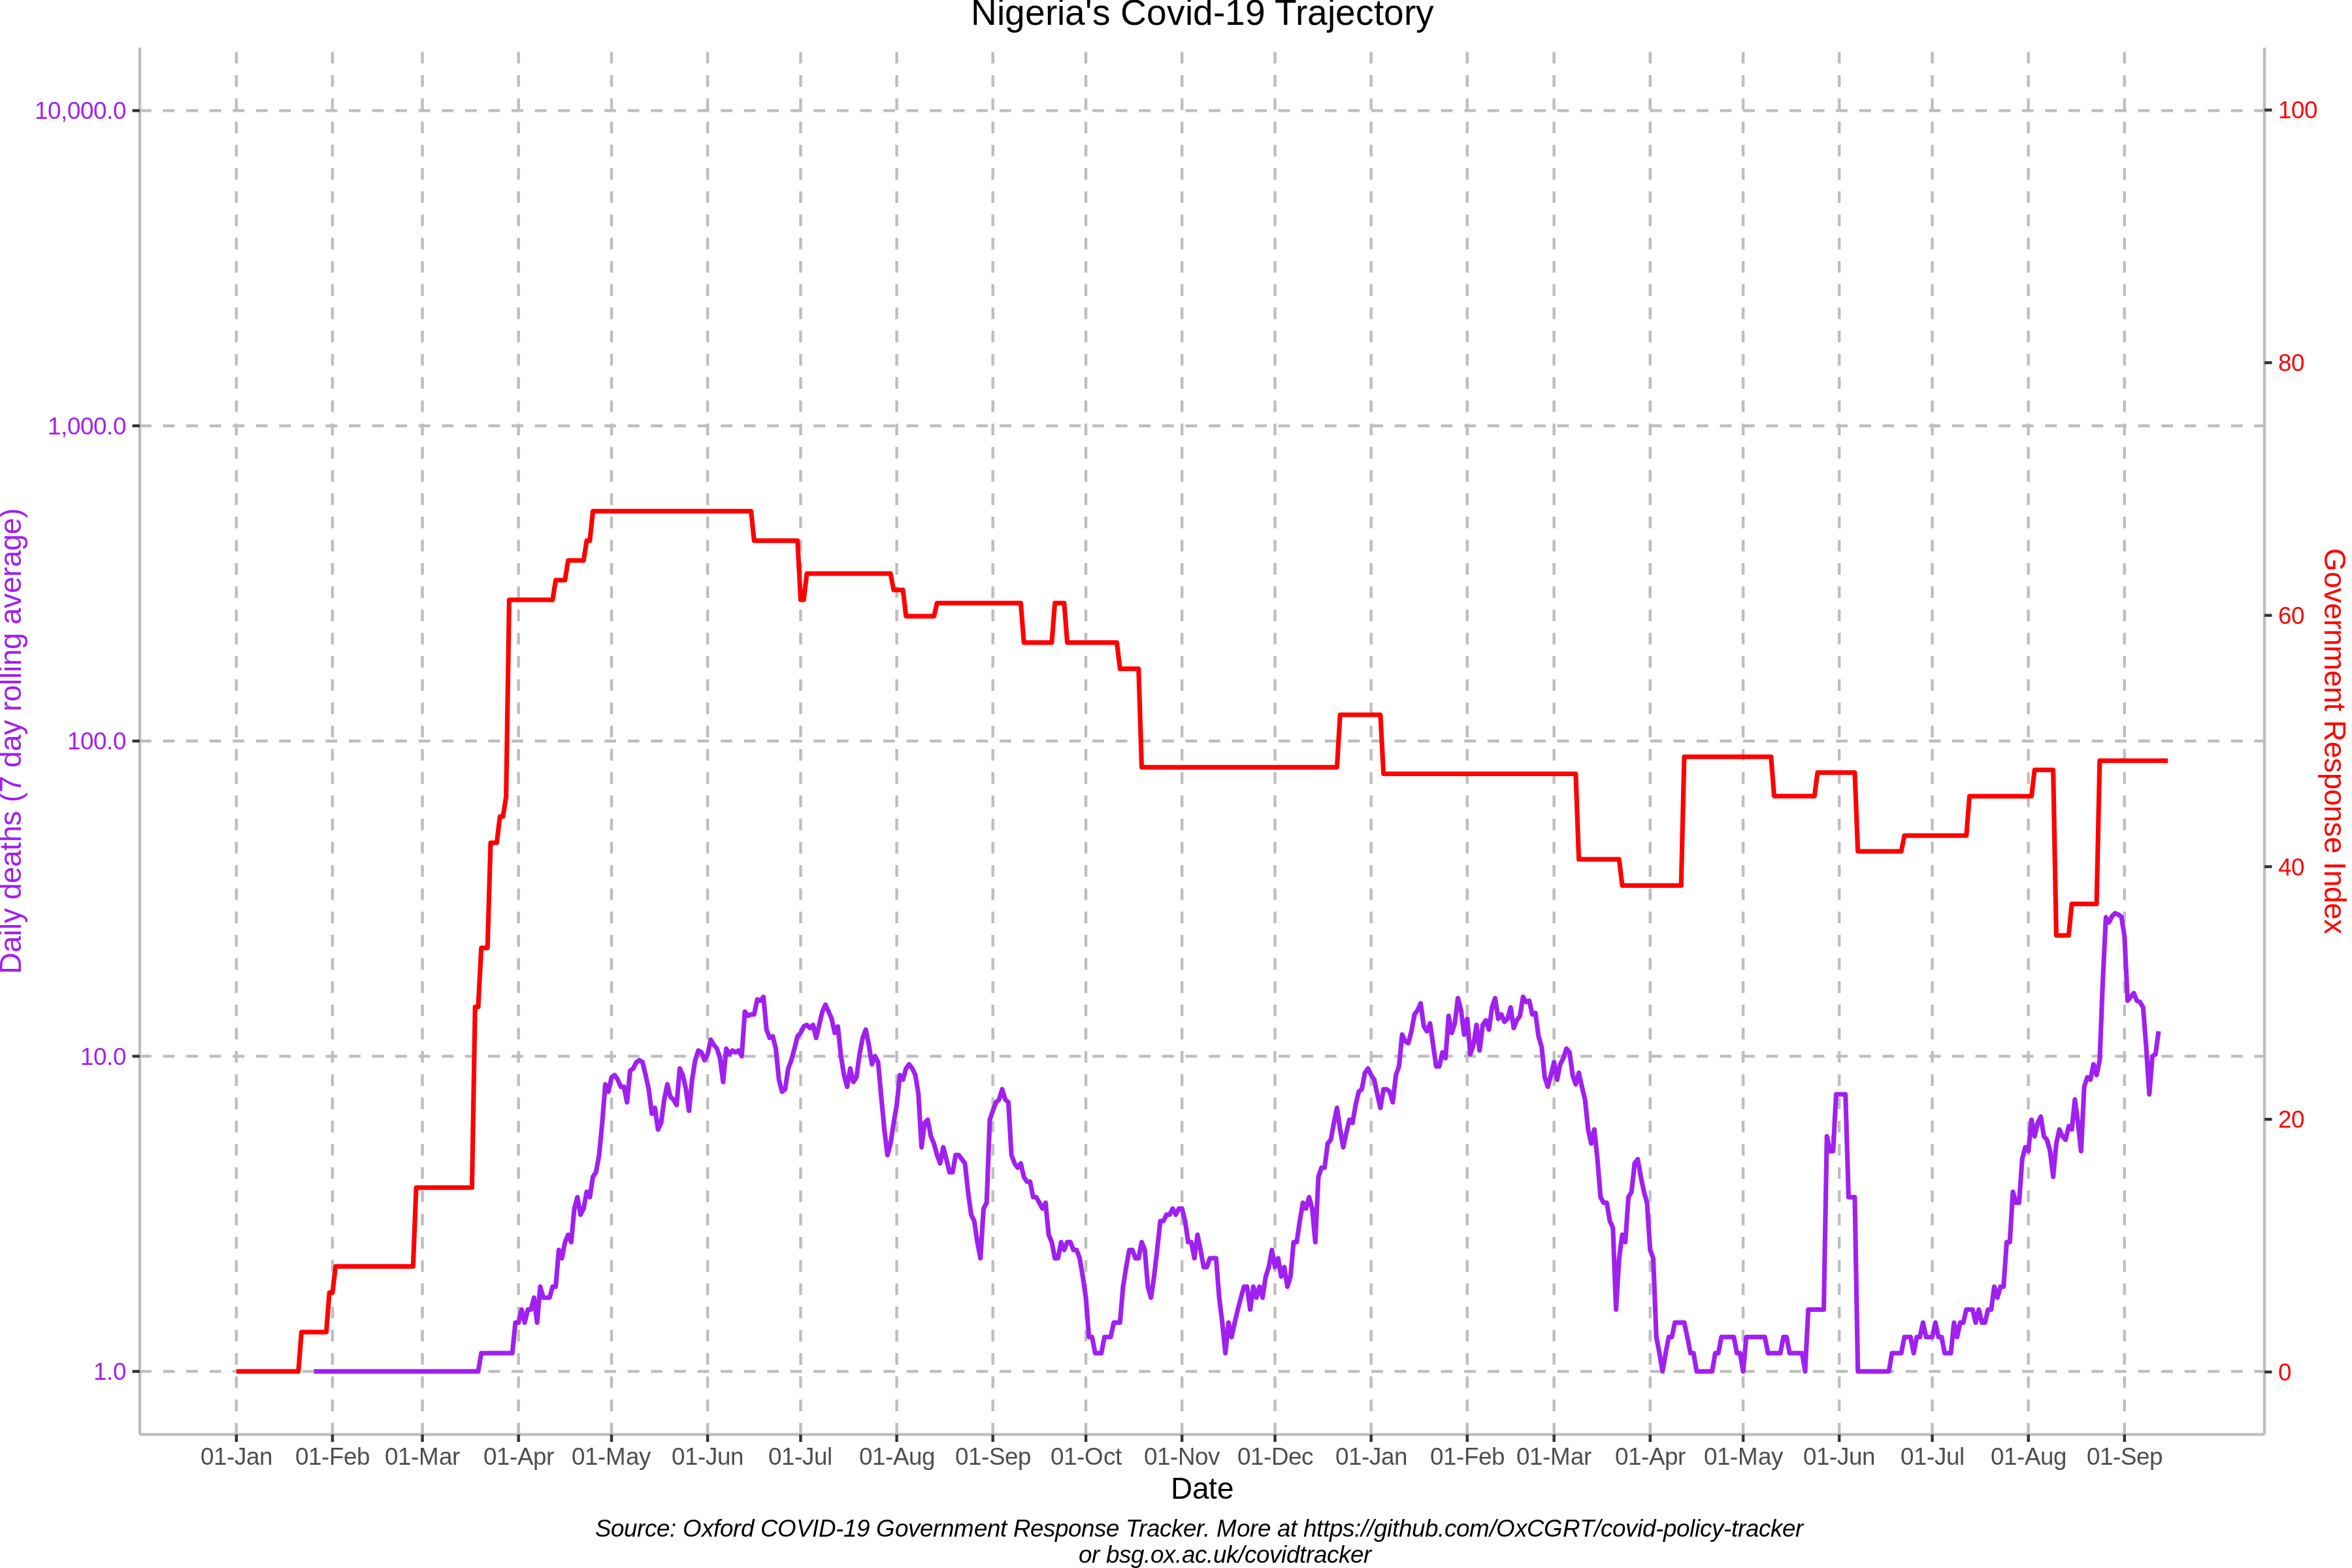 Nigeria's Covid-19 Trajectory
10,000.0
1,000.0
100.0
10.0
1.0
Daily deaths (7 day rolling average)
100
80
60
40
20
0
Government Response Index
01-Jan 01-Feb 01-Mar 01-Apr 01-May 01-Jun 01-Jul 01-Aug 01-Sep 01-Oct 01-Nov 01-Dec 01-Jan 01-Feb 01-Mar 01-Apr 01-May 01-Jun 01-Jul 01-Aug 01-Sep
Date
Source: Oxford COVID-19 Government Response Tracker. More at https://github.com/OxCGRT/covid-policy-tracker
or bsg.ox.ac.uk/covidtracker